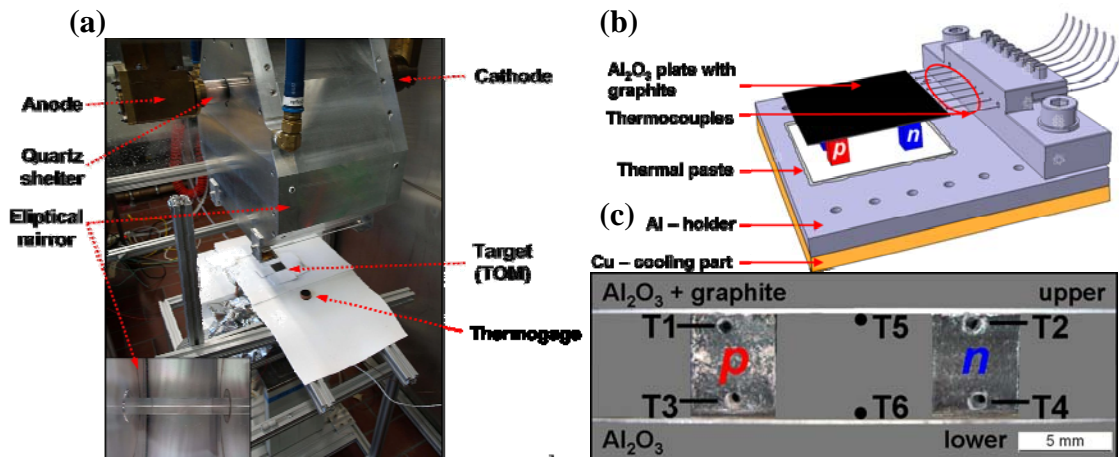 (a)
Anode
Quartz
shelter
Eliptical
mirror
Cathode
Target
(TOM)
Thermogage
(b)
Al₂O₃ plate with
graphite
Thermocouples
Thermal paste
Al – holder
Cu – cooling part
p
n
(c)
Al₂O₃ + graphite
upper
T1
T5
T2
p
n
T3
T6
T4
Al₂O₃
lower
5 mm